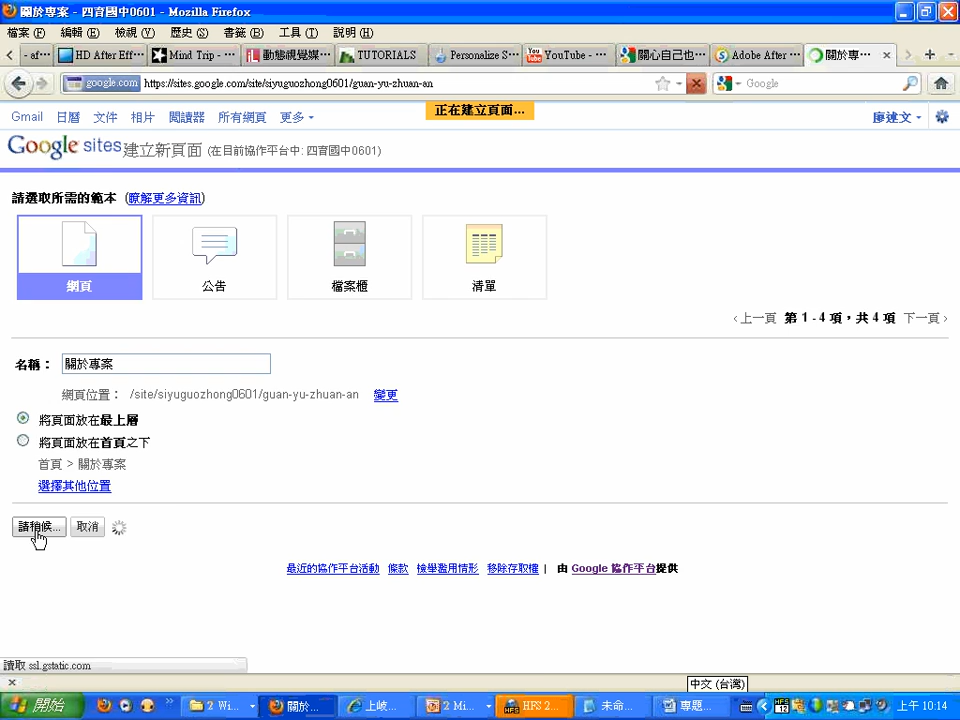 關於專案 - 四育國中0601 - Mozilla Firefox
檔案(F) 編輯(E) 檢視(V) 歷史(S) 書籤(B) 工具(T) 說明(H)
- af… HD After Eff… Mind Trip - … 動態視覺媒… TUTORIALS Personalize S… YouTube - … 關心自己也… Adobe After … 關於專…
google.com https://sites.google.com/site/siyuguozhong0601/guan-yu-zhuan-an Google
正在建立頁面...
Gmail 日曆 文件 相片 閱讀器 所有網頁 更多
廖達文
Google sites 建立新頁面 (在目前協作平台中: 四育國中0601)
請選取所需的範本 (瞭解更多資訊)
網頁 公告 檔案櫃 清單
‹上一頁 第 1 - 4 項，共 4 項 下一頁›
名稱： 關於專案
網頁位置： /site/siyuguozhong0601/guan-yu-zhuan-an 變更
將頁面放在最上層
將頁面放在首頁之下
首頁 > 關於專案
選擇其他位置
請稍候... 取消
最近的協作平台活動 條款 檢舉濫用情形 移除存取權 | 由 Google 協作平台提供
讀取 ssl.gstatic.com
中文 (台灣)
開始 2 Wi... 關於... 上岐... 2 Mi... HFS 2... 未命... 專題... 上午 10:14